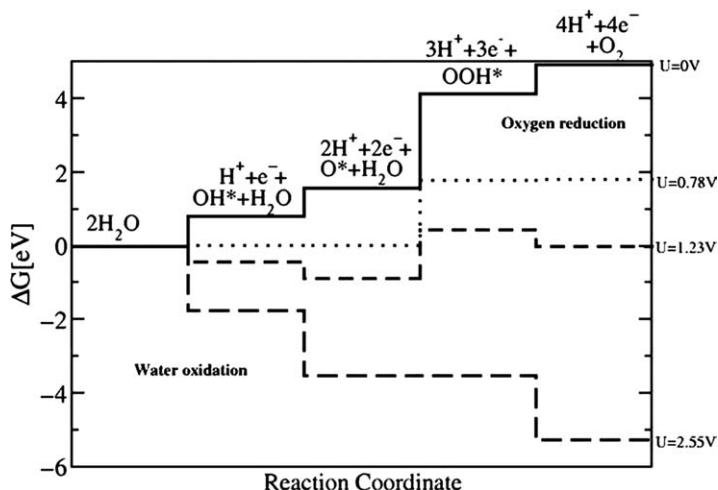 4H⁺+4e⁻
+O₂
3H⁺+3e⁻+
OOH*
U=0V
4
Oxygen reduction
2H⁺+2e⁻+
O*+H₂O
H⁺+e⁻+
OH*+H₂O
2
U=0.78V
2H₂O
0
U=1.23V
ΔG[eV]
−2
Water oxidation
−4
U=2.55V
−6
Reaction Coordinate